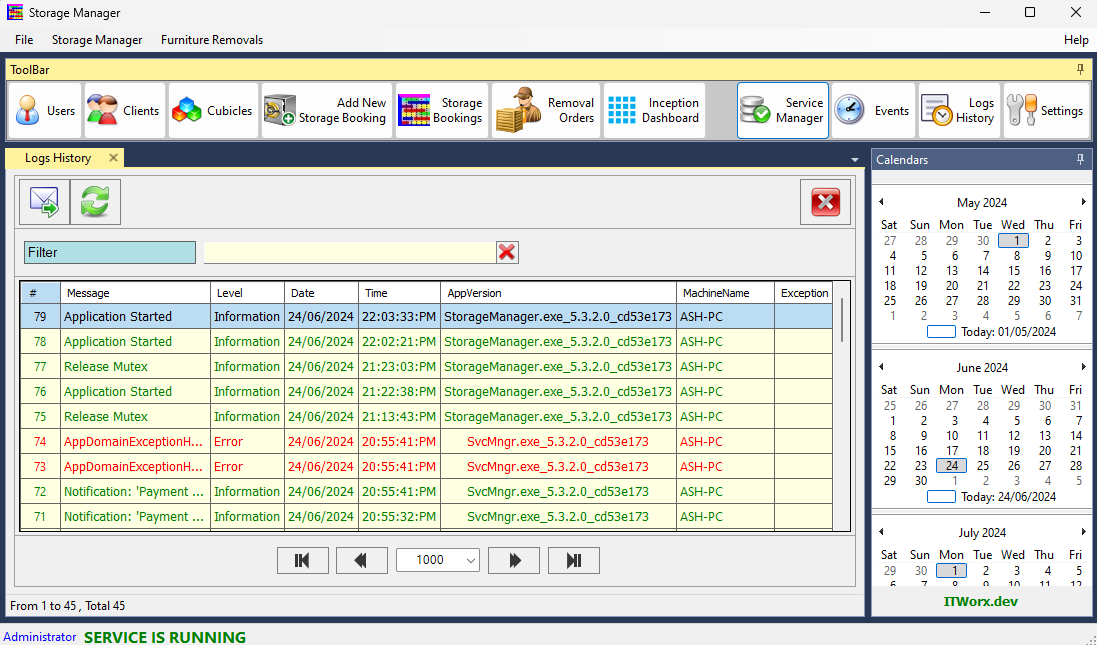 Storage Manager
File Storage Manager Furniture Removals Help
ToolBar
Users Clients Cubicles Add New Storage Booking Storage Bookings Removal Orders Inception Dashboard Service Manager Events Logs History Settings
Logs History
Filter
# Message Level Date Time AppVersion MachineName Exception
79 Application Started Information 24/06/2024 22:03:33:PM StorageManager.exe_5.3.2.0_cd53e173 ASH-PC
78 Application Started Information 24/06/2024 22:02:21:PM StorageManager.exe_5.3.2.0_cd53e173 ASH-PC
77 Release Mutex Information 24/06/2024 21:23:03:PM StorageManager.exe_5.3.2.0_cd53e173 ASH-PC
76 Application Started Information 24/06/2024 21:22:38:PM StorageManager.exe_5.3.2.0_cd53e173 ASH-PC
75 Release Mutex Information 24/06/2024 21:13:43:PM StorageManager.exe_5.3.2.0_cd53e173 ASH-PC
74 AppDomainExceptionH... Error 24/06/2024 20:55:41:PM SvcMngr.exe_5.3.2.0_cd53e173 ASH-PC
73 AppDomainExceptionH... Error 24/06/2024 20:55:41:PM SvcMngr.exe_5.3.2.0_cd53e173 ASH-PC
72 Notification: 'Payment ... Information 24/06/2024 20:55:41:PM SvcMngr.exe_5.3.2.0_cd53e173 ASH-PC
71 Notification: 'Payment ... Information 24/06/2024 20:55:32:PM SvcMngr.exe_5.3.2.0_cd53e173 ASH-PC
1000
From 1 to 45 , Total 45
Calendars
May 2024
Sat Sun Mon Tue Wed Thu Fri
27 28 29 30 1 2 3
4 5 6 7 8 9 10
11 12 13 14 15 16 17
18 19 20 21 22 23 24
25 26 27 28 29 30 31
1 2 3 4 5 6 7
Today: 01/05/2024
June 2024
Sat Sun Mon Tue Wed Thu Fri
25 26 27 28 29 30 31
1 2 3 4 5 6 7
8 9 10 11 12 13 14
15 16 17 18 19 20 21
22 23 24 25 26 27 28
29 30 1 2 3 4 5
Today: 24/06/2024
July 2024
Sat Sun Mon Tue Wed Thu Fri
29 30 1 2 3 4 5
6 7 8 9 10 11 12
ITWorx.dev
Administrator SERVICE IS RUNNING